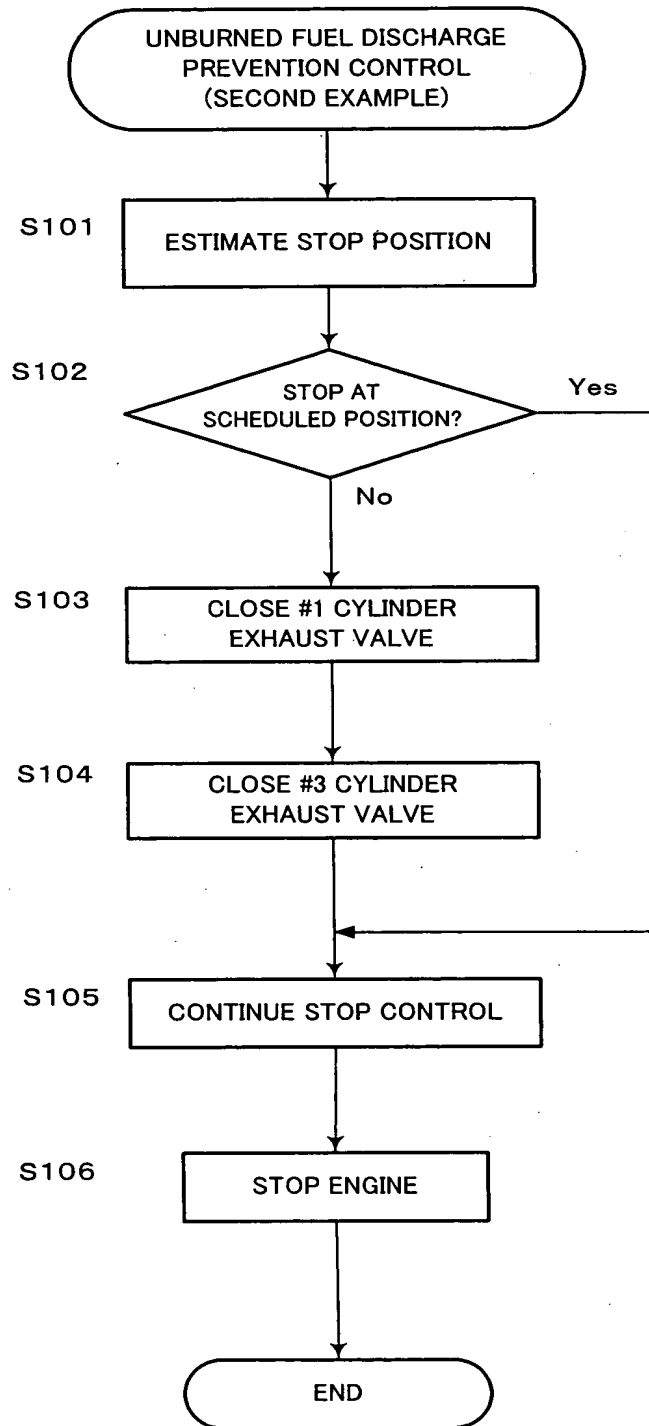 UNBURNED FUEL DISCHARGE
PREVENTION CONTROL
(SECOND EXAMPLE)
S101
ESTIMATE STOP POSITION
S102
STOP AT
SCHEDULED POSITION?
Yes
No
S103
CLOSE #1 CYLINDER
EXHAUST VALVE
S104
CLOSE #3 CYLINDER
EXHAUST VALVE
S105
CONTINUE STOP CONTROL
S106
STOP ENGINE
END